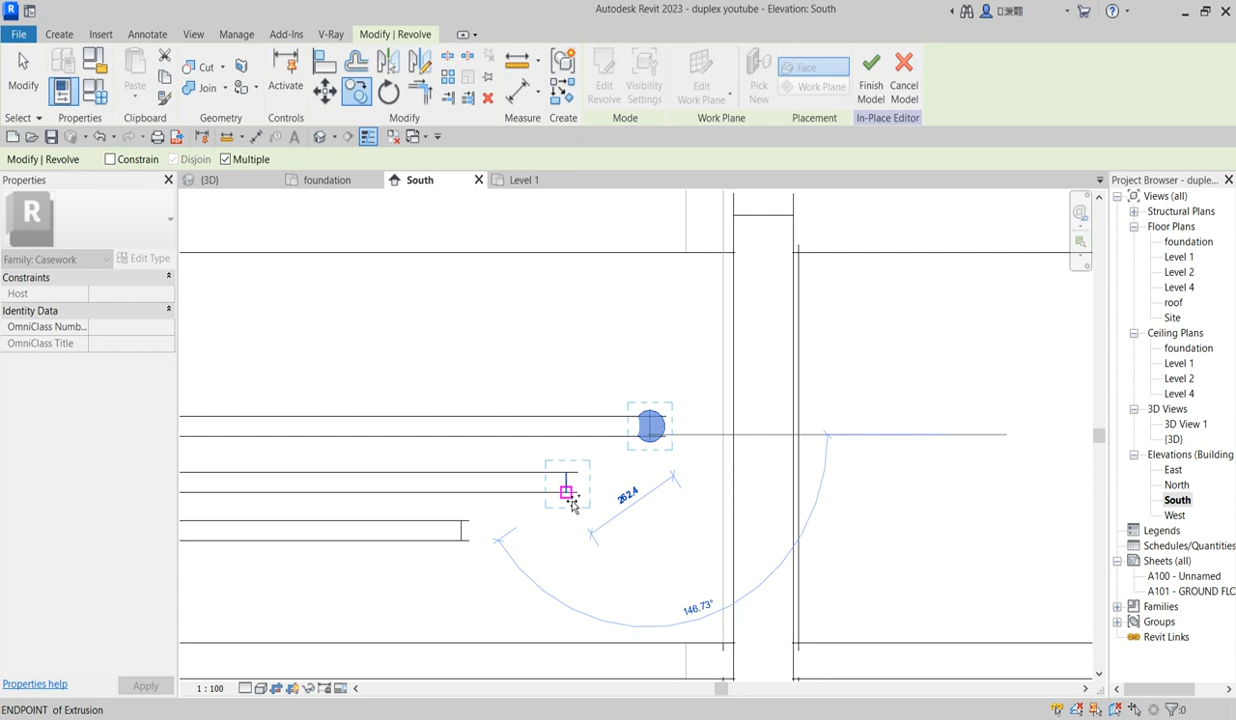 Autodesk Revit 2023 - duplex youtube - Elevation: South
File Create Insert Annotate View Manage Add-Ins V-Ray Modify | Revolve
Modify
Paste
Cut
Join
Activate
Edit Revolve
Visibility Settings
Edit Work Plane
Pick New
Face
Work Plane
Finish Model
Cancel Model
Select Properties Clipboard Geometry Controls Modify Measure Create Mode Work Plane Placement In-Place Editor
Modify | Revolve Constrain Disjoin Multiple
Properties
{3D} foundation South Level 1
Project Browser - duple...
Family: Casework Edit Type
Constraints
Host
Identity Data
OmniClass Numb...
OmniClass Title
262.4
146.73°
Views (all)
Structural Plans
Floor Plans
foundation
Level 1
Level 2
Level 4
roof
Site
Ceiling Plans
foundation
Level 1
Level 2
Level 4
3D Views
3D View 1
{3D}
Elevations (Building
East
North
South
West
Legends
Schedules/Quantities
Sheets (all)
A100 - Unnamed
A101 - GROUND FLO
Families
Groups
Revit Links
Properties help Apply
1 : 100
ENDPOINT of Extrusion
:0